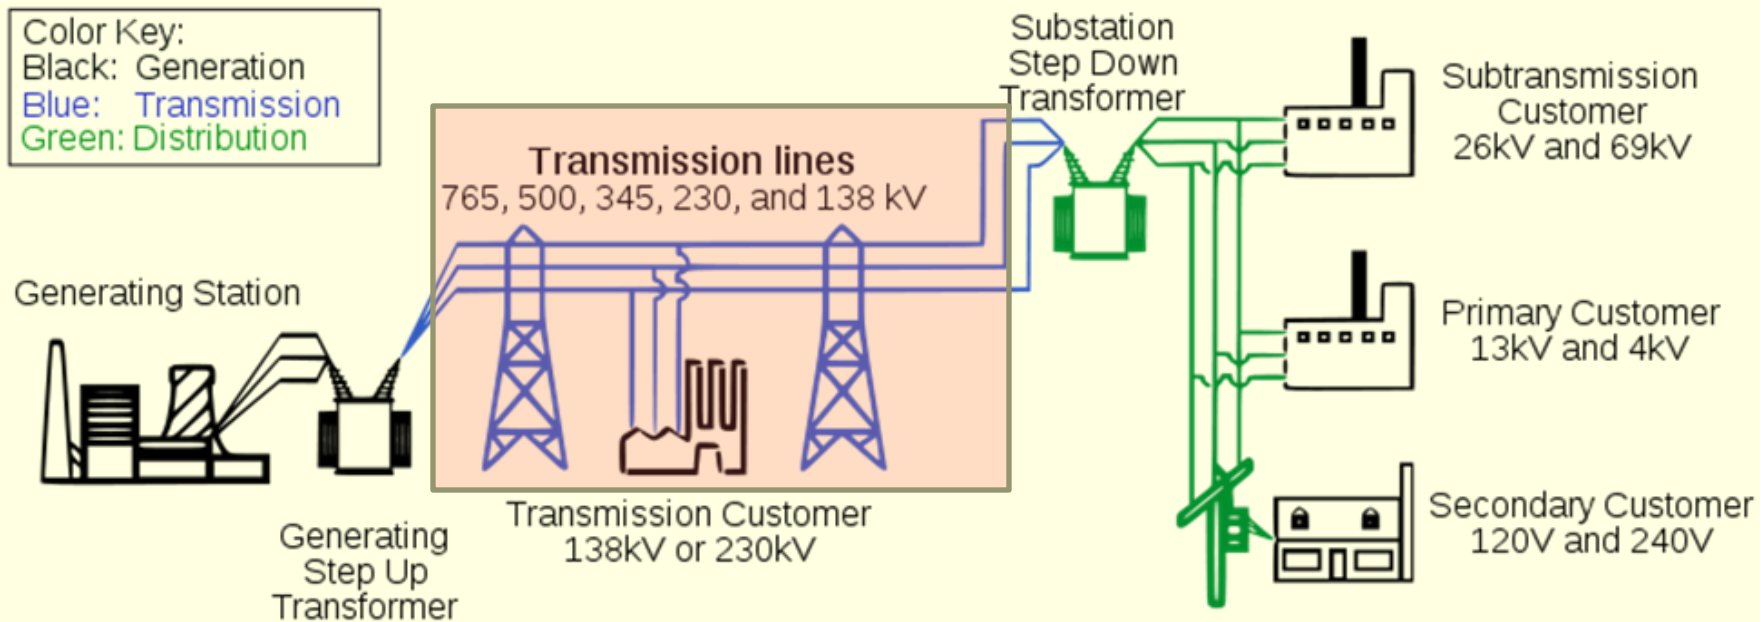 Color Key:
Black: Generation
Blue: Transmission
Green: Distribution
Substation
Step Down
Transformer
Subtransmission
Customer
26kV and 69kV
Transmission lines
765, 500, 345, 230, and 138 kV
Generating Station
Primary Customer
13kV and 4kV
Transmission Customer
138kV or 230kV
Generating
Step Up
Transformer
Secondary Customer
120V and 240V